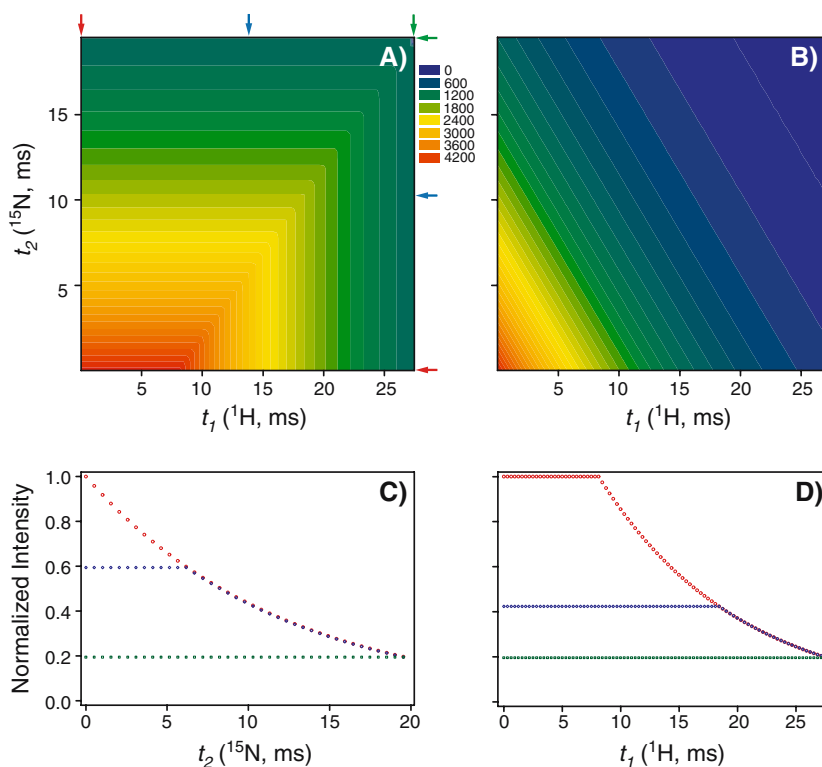 A)
B)
0
600
1200
1800
2400
3000
3600
4200
15
10
5
t2 (15N, ms)
5 10 15 20 25
t1 (1H, ms)
5 10 15 20 25
t1 (1H, ms)
C)
D)
1.0
0.8
0.6
0.4
0.2
0.0
Normalized Intensity
0 5 10 15 20
t2 (15N, ms)
0 5 10 15 20 25
t1 (1H, ms)